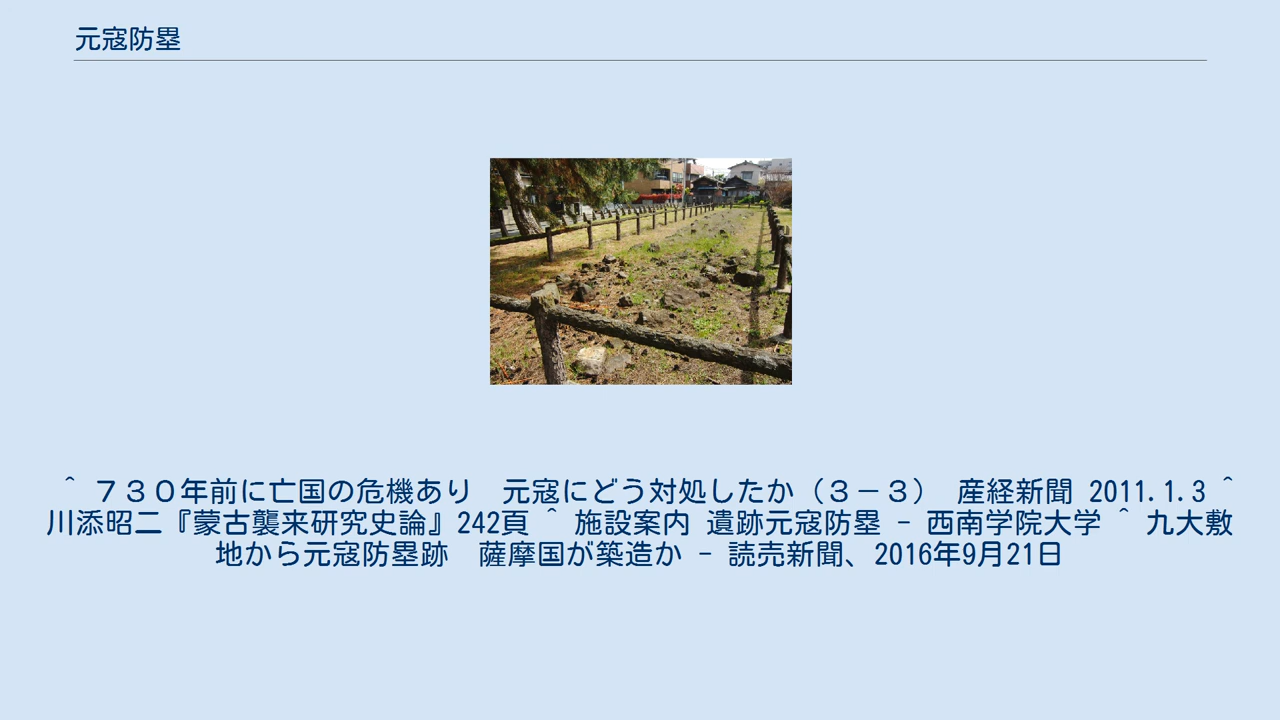 元寇防塁
^ ７３０年前に亡国の危機あり　元寇にどう対処したか（３－３） 産経新聞 2011.1.3 ^
川添昭二『蒙古襲来研究史論』242頁 ^ 施設案内 遺跡元寇防塁 - 西南学院大学 ^ 九大敷
地から元寇防塁跡　薩摩国が築造か - 読売新聞、2016年9月21日